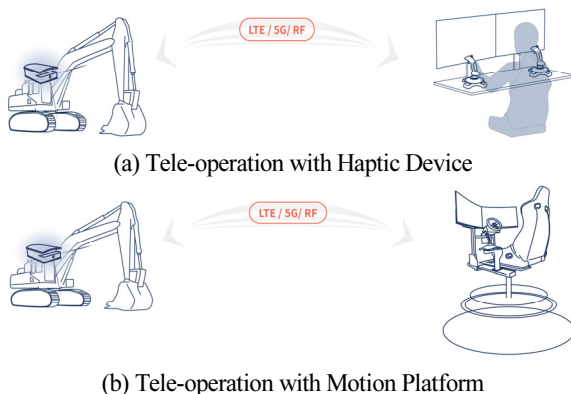 LTE / 5G/ RF
(a) Tele-operation with Haptic Device
LTE / 5G/ RF
(b) Tele-operation with Motion Platform